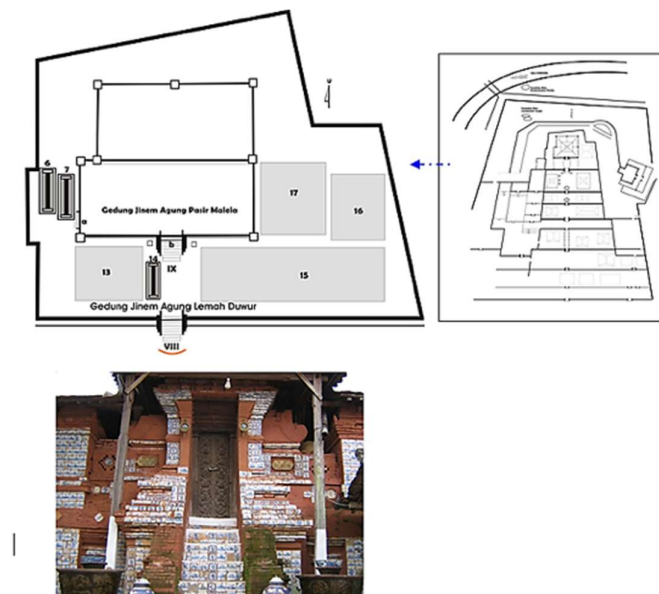 U
6
7
17
16
Gedung Jinem Agung Pasir Malela
a
b
14
IX
13
15
Gedung Jinem Agung Lemah Duwur
VIII